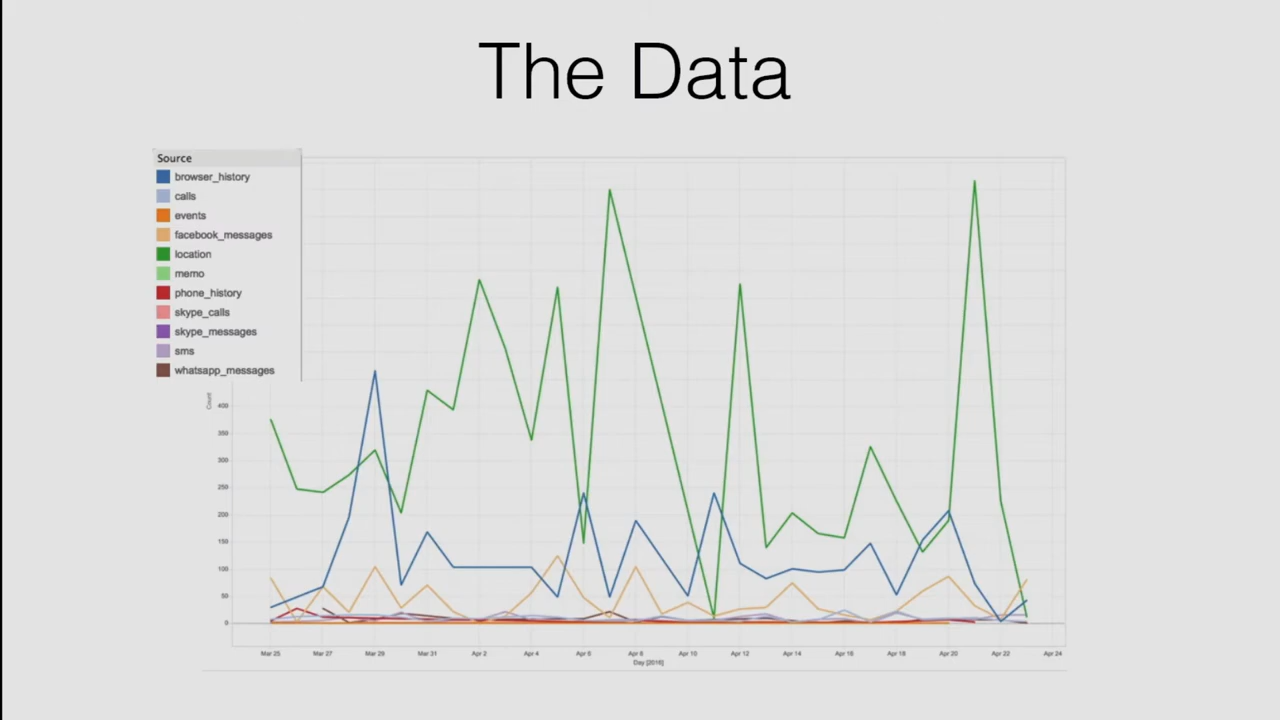 The Data
Source
browser_history
calls
events
facebook_messages
location
memo
phone_history
skype_calls
skype_messages
sms
whatsapp_messages
Count
400
350
300
250
200
150
100
50
0
Mar 25 Mar 27 Mar 29 Mar 31 Apr 2 Apr 4 Apr 6 Apr 8 Apr 10 Apr 12 Apr 14 Apr 16 Apr 18 Apr 20 Apr 22 Apr 24
Day [2016]